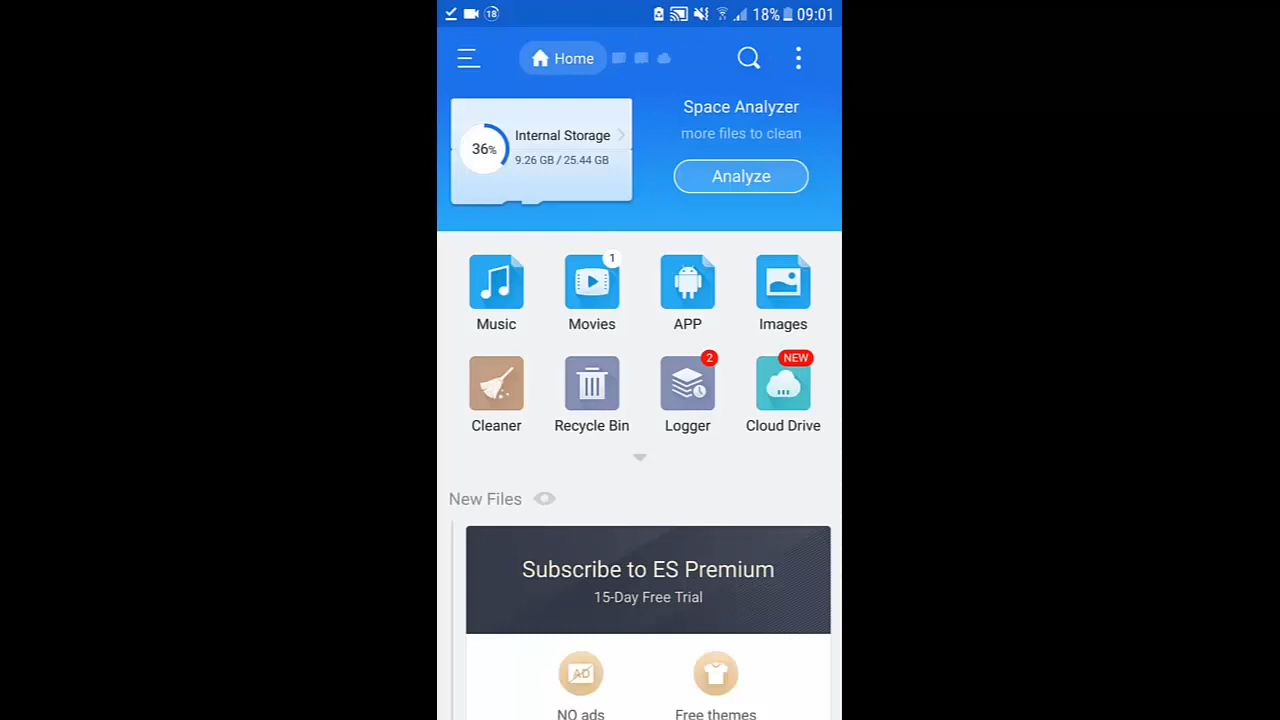 18 18% 09:01
Home
Space Analyzer
more files to clean
Analyze
36% Internal Storage
9.26 GB / 25.44 GB
1
Music Movies APP Images
2 NEW
Cleaner Recycle Bin Logger Cloud Drive
New Files
Subscribe to ES Premium
15-Day Free Trial
AD
NO ads Free themes